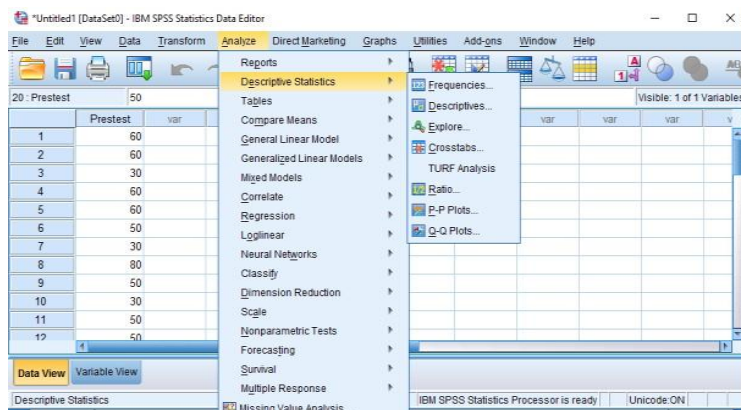 *Untitled1 [DataSet0] - IBM SPSS Statistics Data Editor
File Edit View Data Transform Analyze Direct Marketing Graphs Utilities Add-ons Window Help
20 : Prestest 50 Visible: 1 of 1 Variables
Prestest var var var var v
1 60
2 60
3 30
4 60
5 60
6 50
7 30
8 80
9 50
10 30
11 50
12 50
Reports
Descriptive Statistics
Tables
Compare Means
General Linear Model
Generalized Linear Models
Mixed Models
Correlate
Regression
Loglinear
Neural Networks
Classify
Dimension Reduction
Scale
Nonparametric Tests
Forecasting
Survival
Multiple Response
Missing Value Analysis
Frequencies...
Descriptives...
Explore...
Crosstabs...
TURF Analysis
Ratio...
P-P Plots...
Q-Q Plots...
Data View Variable View
Descriptive Statistics IBM SPSS Statistics Processor is ready Unicode:ON